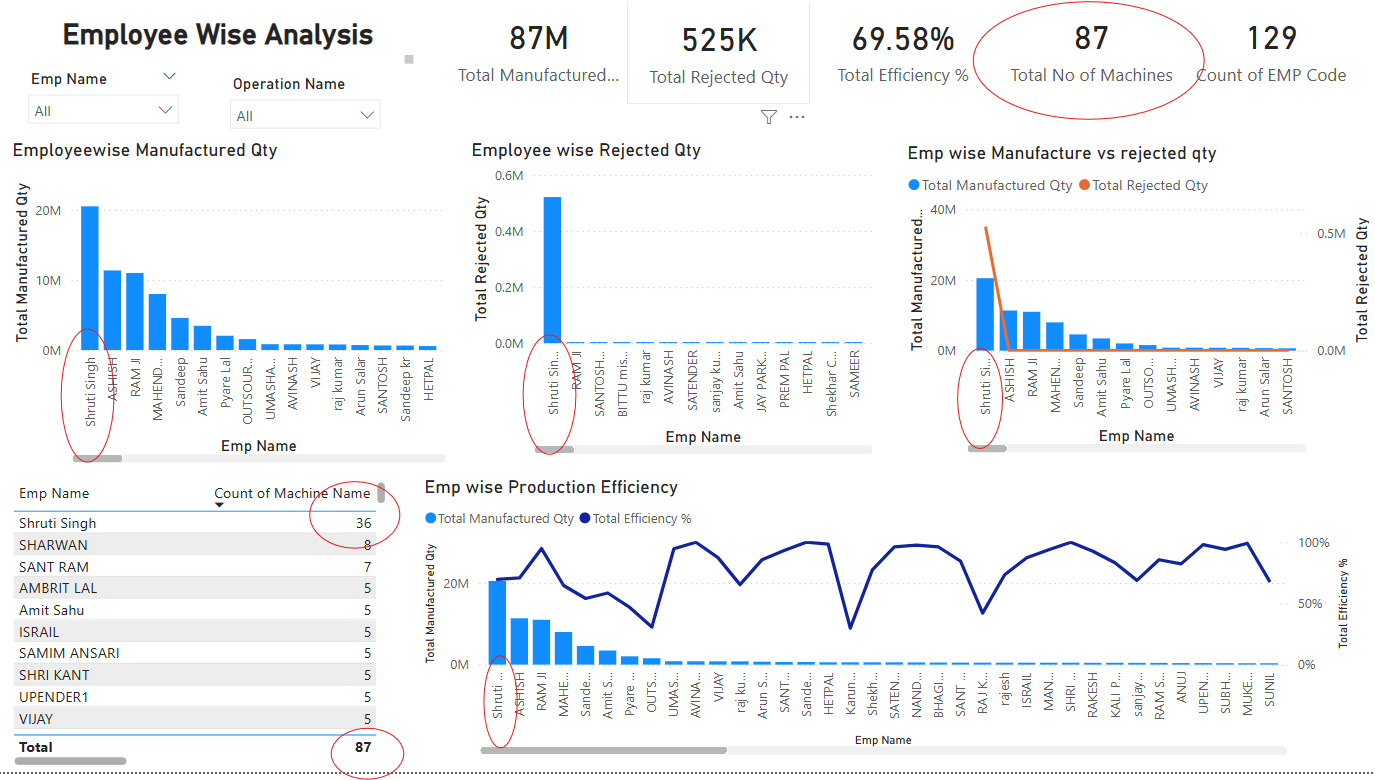 Employee Wise Analysis
Emp Name
All
Operation Name
All
87M
Total Manufactured...
525K
Total Rejected Qty
69.58%
Total Efficiency %
87
Total No of Machines
129
Count of EMP Code
Employeewise Manufactured Qty
Total Manufactured Qty
20M
10M
0M
Shruti Singh
ASHISH
RAM JI
MAHEND...
Sandeep
Amit Sahu
Pyare Lal
OUTSOUR...
UMASHA...
AVINASH
VIJAY
raj kumar
Arun Salar
SANTOSH
Sandeep kr
HETPAL
Emp Name
Employee wise Rejected Qty
Total Rejected Qty
0.6M
0.4M
0.2M
0.0M
Shruti Sin...
RAM JI
SANTOSH...
BITTU mis...
raj kumar
AVINASH
SATENDER
sanjay ku...
Amit Sahu
JAY PARK...
PREM PAL
HETPAL
Shekhar C...
SAMEER
Emp Name
Emp wise Manufacture vs rejected qty
Total Manufactured Qty
Total Rejected Qty
Total Manufactured...
40M
20M
0M
0.5M
0.0M
Total Rejected Qty
Shruti Si...
ASHISH
RAM JI
MAHEN...
Sandeep
Amit Sahu
Pyare Lal
OUTSO...
UMASH...
AVINASH
VIJAY
raj kumar
Arun Salar
SANTOSH
Emp Name
Emp Name Count of Machine Name
Shruti Singh 36
SHARWAN 8
SANT RAM 7
AMBRIT LAL 5
Amit Sahu 5
ISRAIL 5
SAMIM ANSARI 5
SHRI KANT 5
UPENDER1 5
VIJAY 5
Total 87
Emp wise Production Efficiency
Total Manufactured Qty
Total Efficiency %
Total Manufactured Qty
20M
0M
100%
50%
0%
Total Efficiency %
Shruti ...
ASHISH
RAM JI
MAHE...
Sande...
Amit S...
Pyare ...
OUTS...
UMAS...
AVINA...
VIJAY
raj ku...
Arun S...
SANT...
Sande...
HETPAL
Karun...
Shekh...
SATEN...
NAND...
BHAGI...
SANT ...
RAJ K...
rajesh
ISRAIL
MAN...
SHRI ...
RAKESH
KALI P...
sanjay...
RAM S...
ANUJ
UPEN...
SUBH...
MUKE...
SUNIL
Emp Name